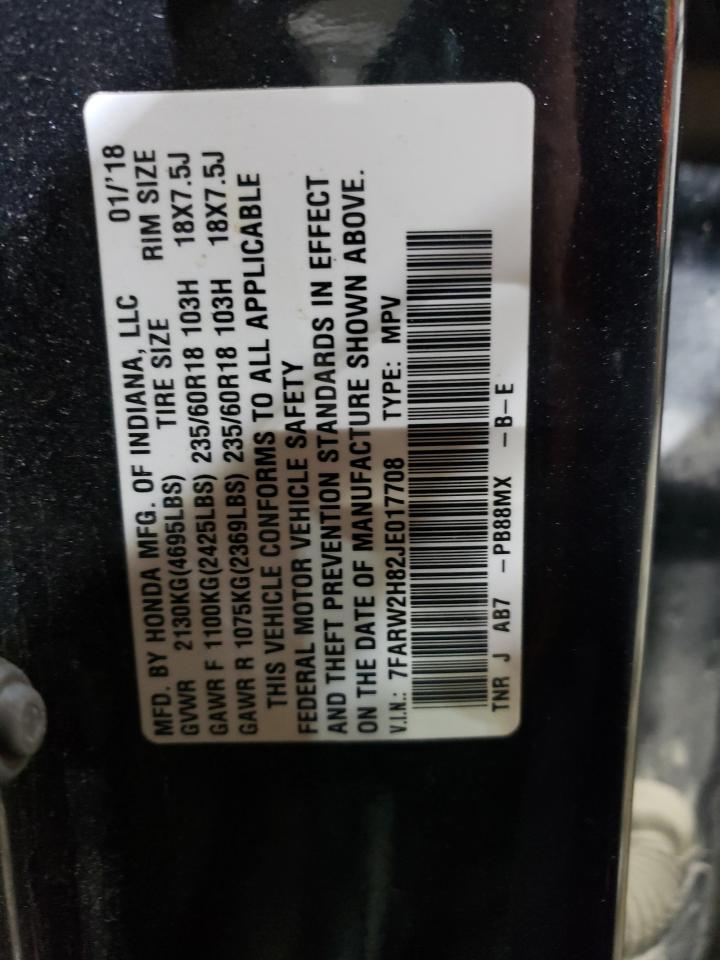 MFD. BY HONDA MFG. OF INDIANA, LLC 01/'18
GVWR 2130KG(4695LBS) TIRE SIZE RIM SIZE
GAWR F 1100KG(2425LBS) 235/60R18 103H 18X7.5J
GAWR R 1075KG(2369LBS) 235/60R18 103H 18X7.5J
THIS VEHICLE CONFORMS TO ALL APPLICABLE
FEDERAL MOTOR VEHICLE SAFETY
AND THEFT PREVENTION STANDARDS IN EFFECT
ON THE DATE OF MANUFACTURE SHOWN ABOVE.
V.I.N.: 7FARW2H82JE017708 TYPE: MPV
TNR J AB7 -PB88MX -B-E